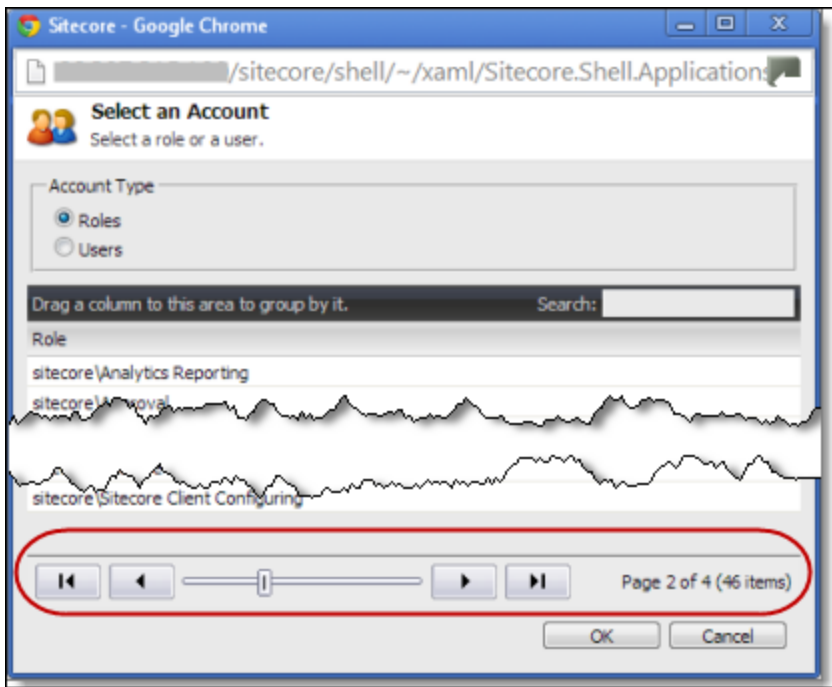 Sitecore - Google Chrome
/sitecore/shell/~/xaml/Sitecore.Shell.Applications
Select an Account
Select a role or a user.
Account Type
Roles
Users
Drag a column to this area to group by it. Search:
Role
sitecore\Analytics Reporting
sitecore\Approval
sitecore\Sitecore Client Configuring
Page 2 of 4 (46 items)
OK Cancel